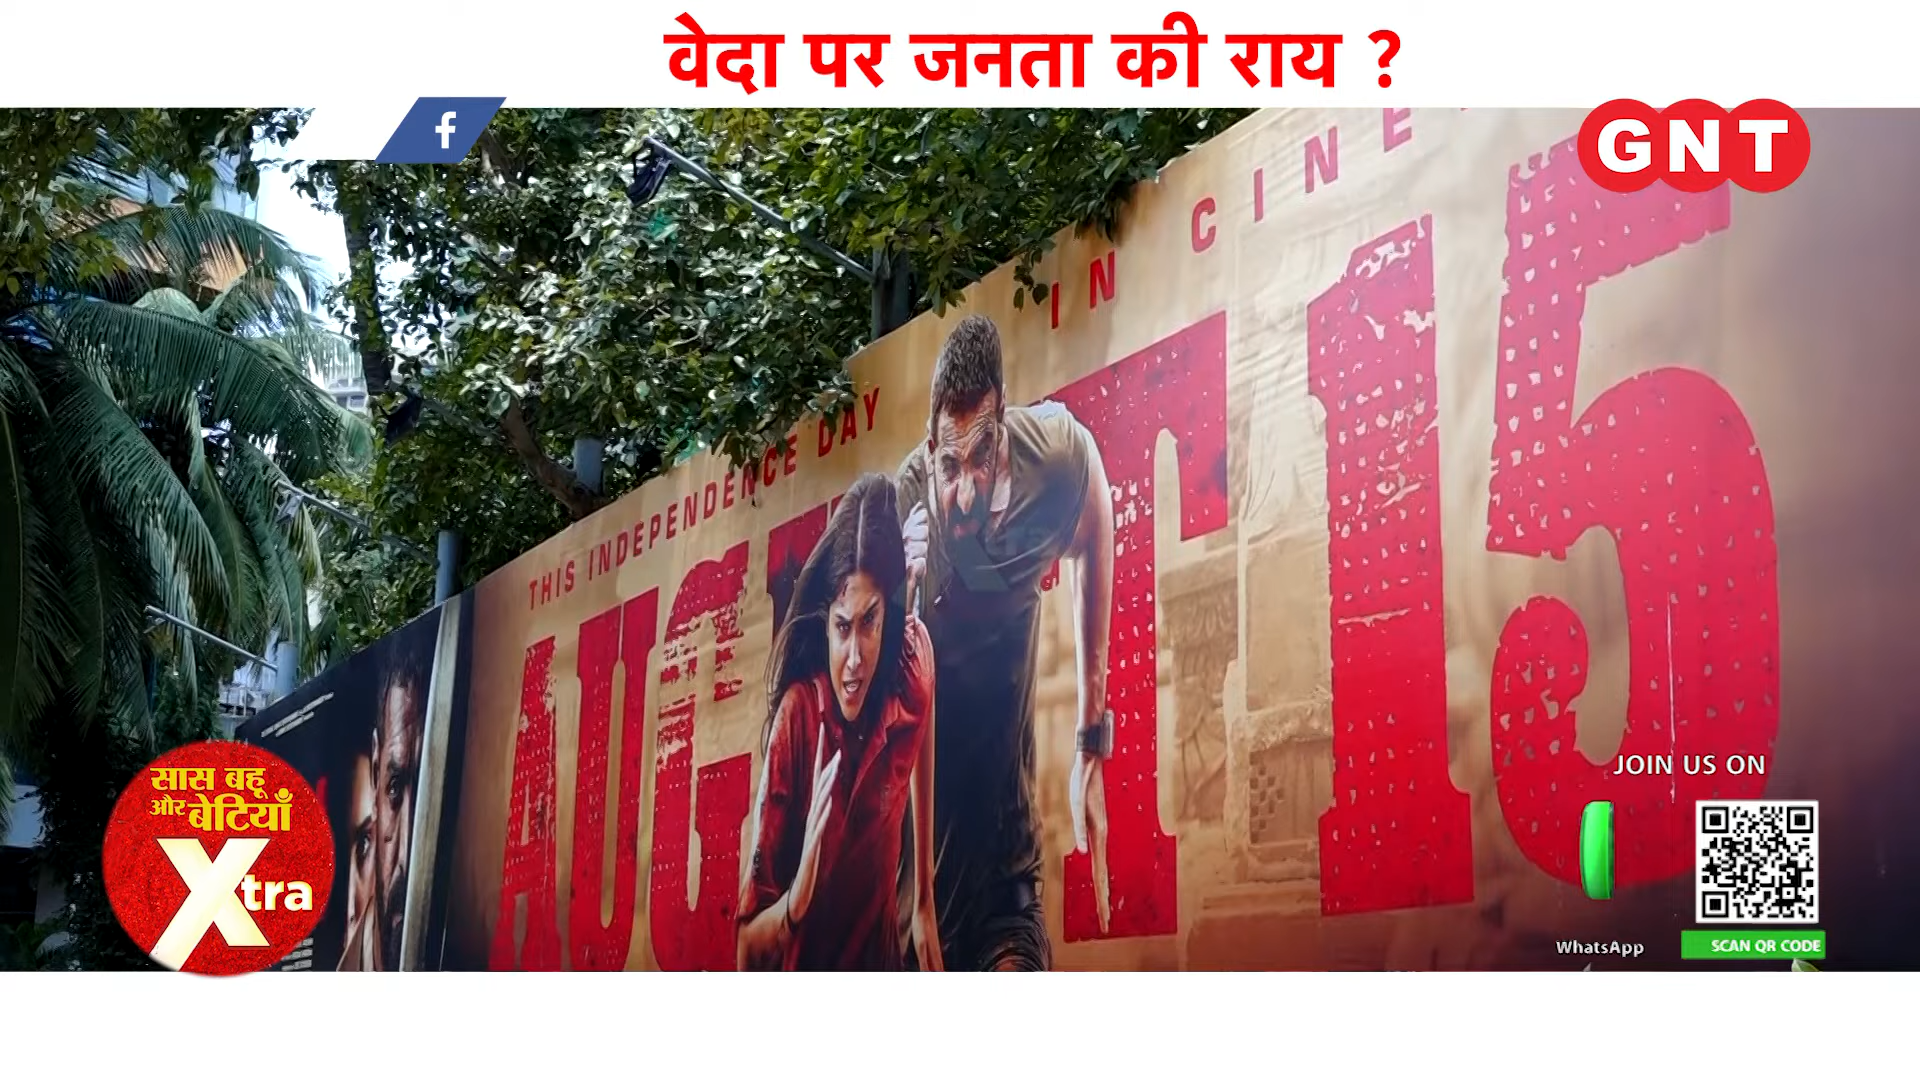 वेदा पर जनता की राय ?
f
GNT
IN CINE
THIS INDEPENDENCE DAY
AUGUST 15
सास बहू
और बेटियाँ
Xtra
JOIN US ON
WhatsApp
SCAN QR CODE